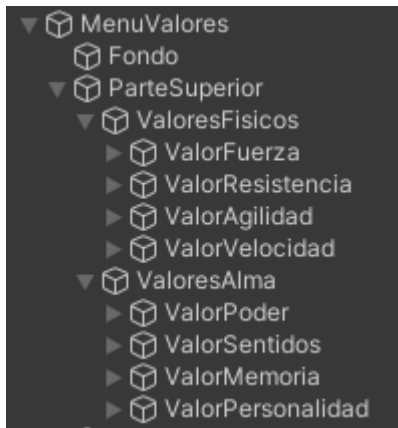 MenuValores
Fondo
ParteSuperior
ValoresFisicos
ValorFuerza
ValorResistencia
ValorAgilidad
ValorVelocidad
ValoresAlma
ValorPoder
ValorSentidos
ValorMemoria
ValorPersonalidad